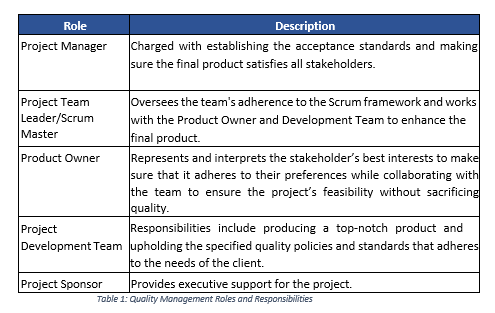 Role Description
Project Manager Charged with establishing the acceptance standards and making
sure the final product satisfies all stakeholders.
Project Team Oversees the team's adherence to the Scrum framework and works
Leader/Scrum with the Product Owner and Development Team to enhance the
Master final product.
Product Owner Represents and interprets the stakeholder’s best interests to make
sure that it adheres to their preferences while collaborating with
the team to ensure the project’s feasibility without sacrificing
quality.
Project Responsibilities include producing a top-notch product and
Development Team upholding the specified quality policies and standards that adheres
to the needs of the client.
Project Sponsor Provides executive support for the project.
Table 1: Quality Management Roles and Responsibilities